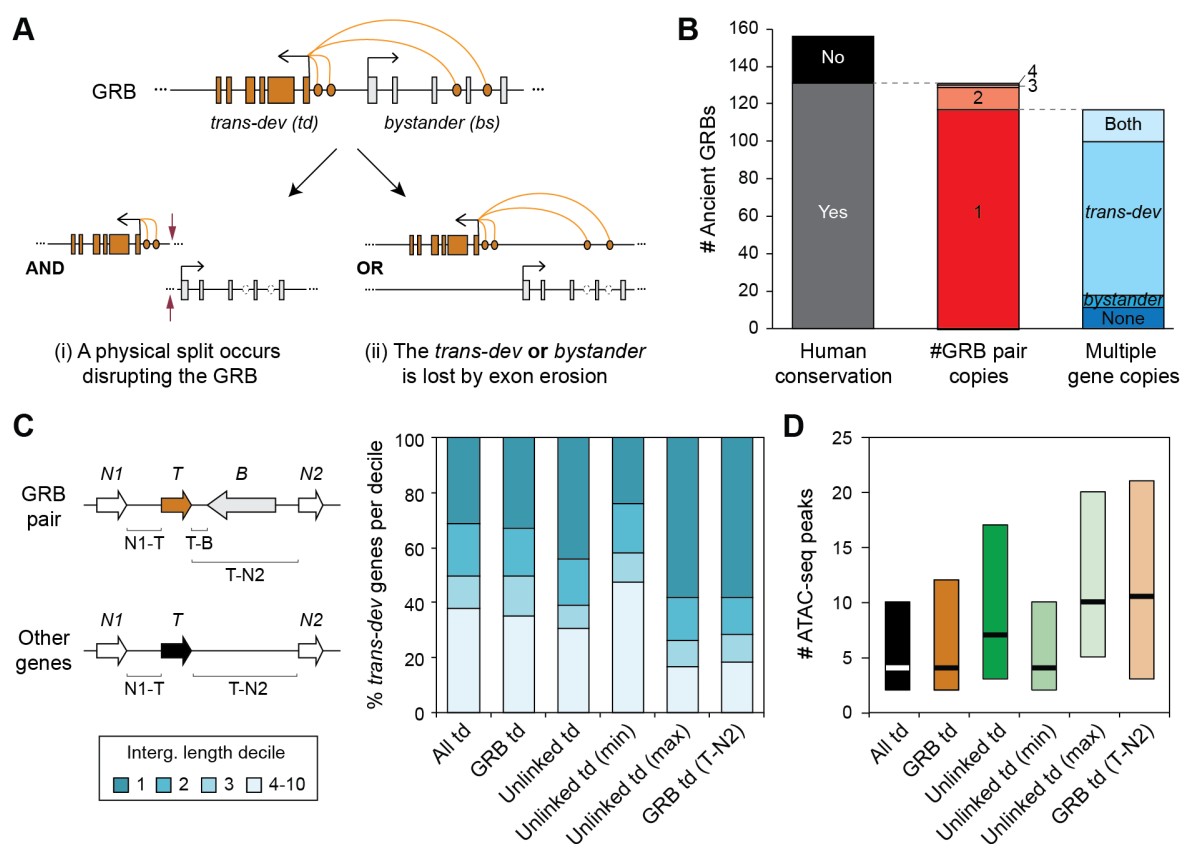 A
GRB
...
...
trans-dev (td)
bystander (bs)
...
...
AND
...
...
(i) A physical split occurs
disrupting the GRB
...
...
OR
...
...
(ii) The trans-dev or bystander
is lost by exon erosion
B
# Ancient GRBs
160
140
120
100
80
60
40
20
0
No
Yes
4
3
2
1
Both
trans-dev
bystander
None
Human
conservation
#GRB pair
copies
Multiple
gene copies
C
N1 T B N2
GRB
pair
N1-T T-B
T-N2
N1 T N2
Other
genes
N1-T T-N2
Interg. length decile
1 2 3 4-10
% trans-dev genes per decile
100
80
60
40
20
0
All td
GRB td
Unlinked td
Unlinked td (min)
Unlinked td (max)
GRB td (T-N2)
D
# ATAC-seq peaks
25
20
15
10
5
0
All td
GRB td
Unlinked td
Unlinked td (min)
Unlinked td (max)
GRB td (T-N2)